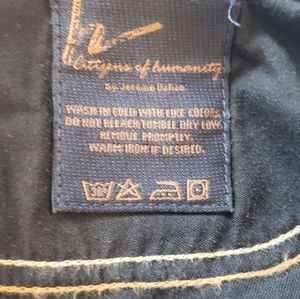 Citizens of humanity
by Jerome Dahan
WASH IN COLD WITH LIKE COLORS
DO NOT BLEACH TUMBLE DRY LOW
REMOVE PROMPTLY.
WARM IRON IF DESIRED.